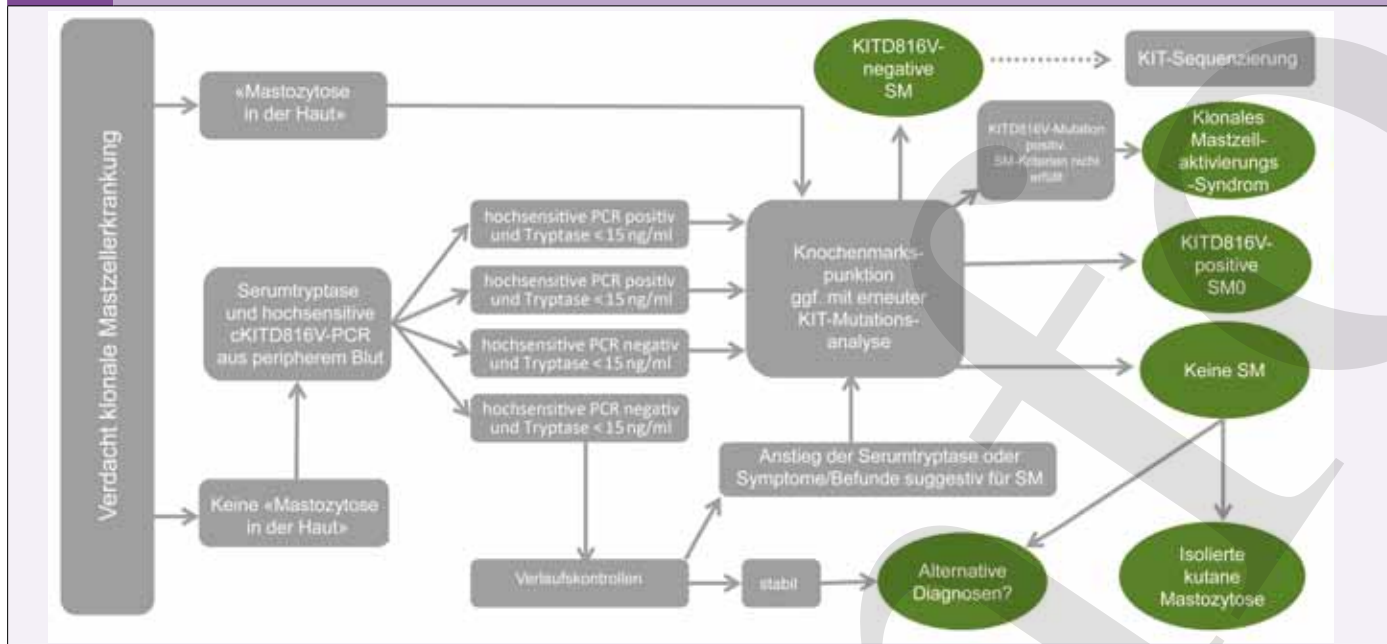 Verdacht klonale Mastzellerkrankung
«Mastozytose
in der Haut»
Keine «Mastozytose
in der Haut»
Serumtryptase
und hochsensitive
cKITD816V-PCR
aus peripherem Blut
hochsensitive PCR positiv
und Tryptase < 15 ng/ml
hochsensitive PCR positiv
und Tryptase < 15 ng/ml
hochsensitive PCR negativ
und Tryptase < 15 ng/ml
hochsensitive PCR negativ
und Tryptase < 15 ng/ml
Verlaufskontrollen
stabil
Anstieg der Serumtryptase oder
Symptome/Befunde suggestiv für SM
Knochenmarks-
punktion
ggf. mit erneuter
KIT-Mutations-
analyse
KITD816V-
negative
SM
KIT-Sequenzierung
KITD816V-Mutation
positiv,
SM-Kriterien nicht
erfüllt
Klonales
Mastzell-
aktivierungs
-Syndrom
KITD816V-
positive
SM0
Keine SM
Alternative
Diagnosen?
Isolierte
kutane
Mastozytose